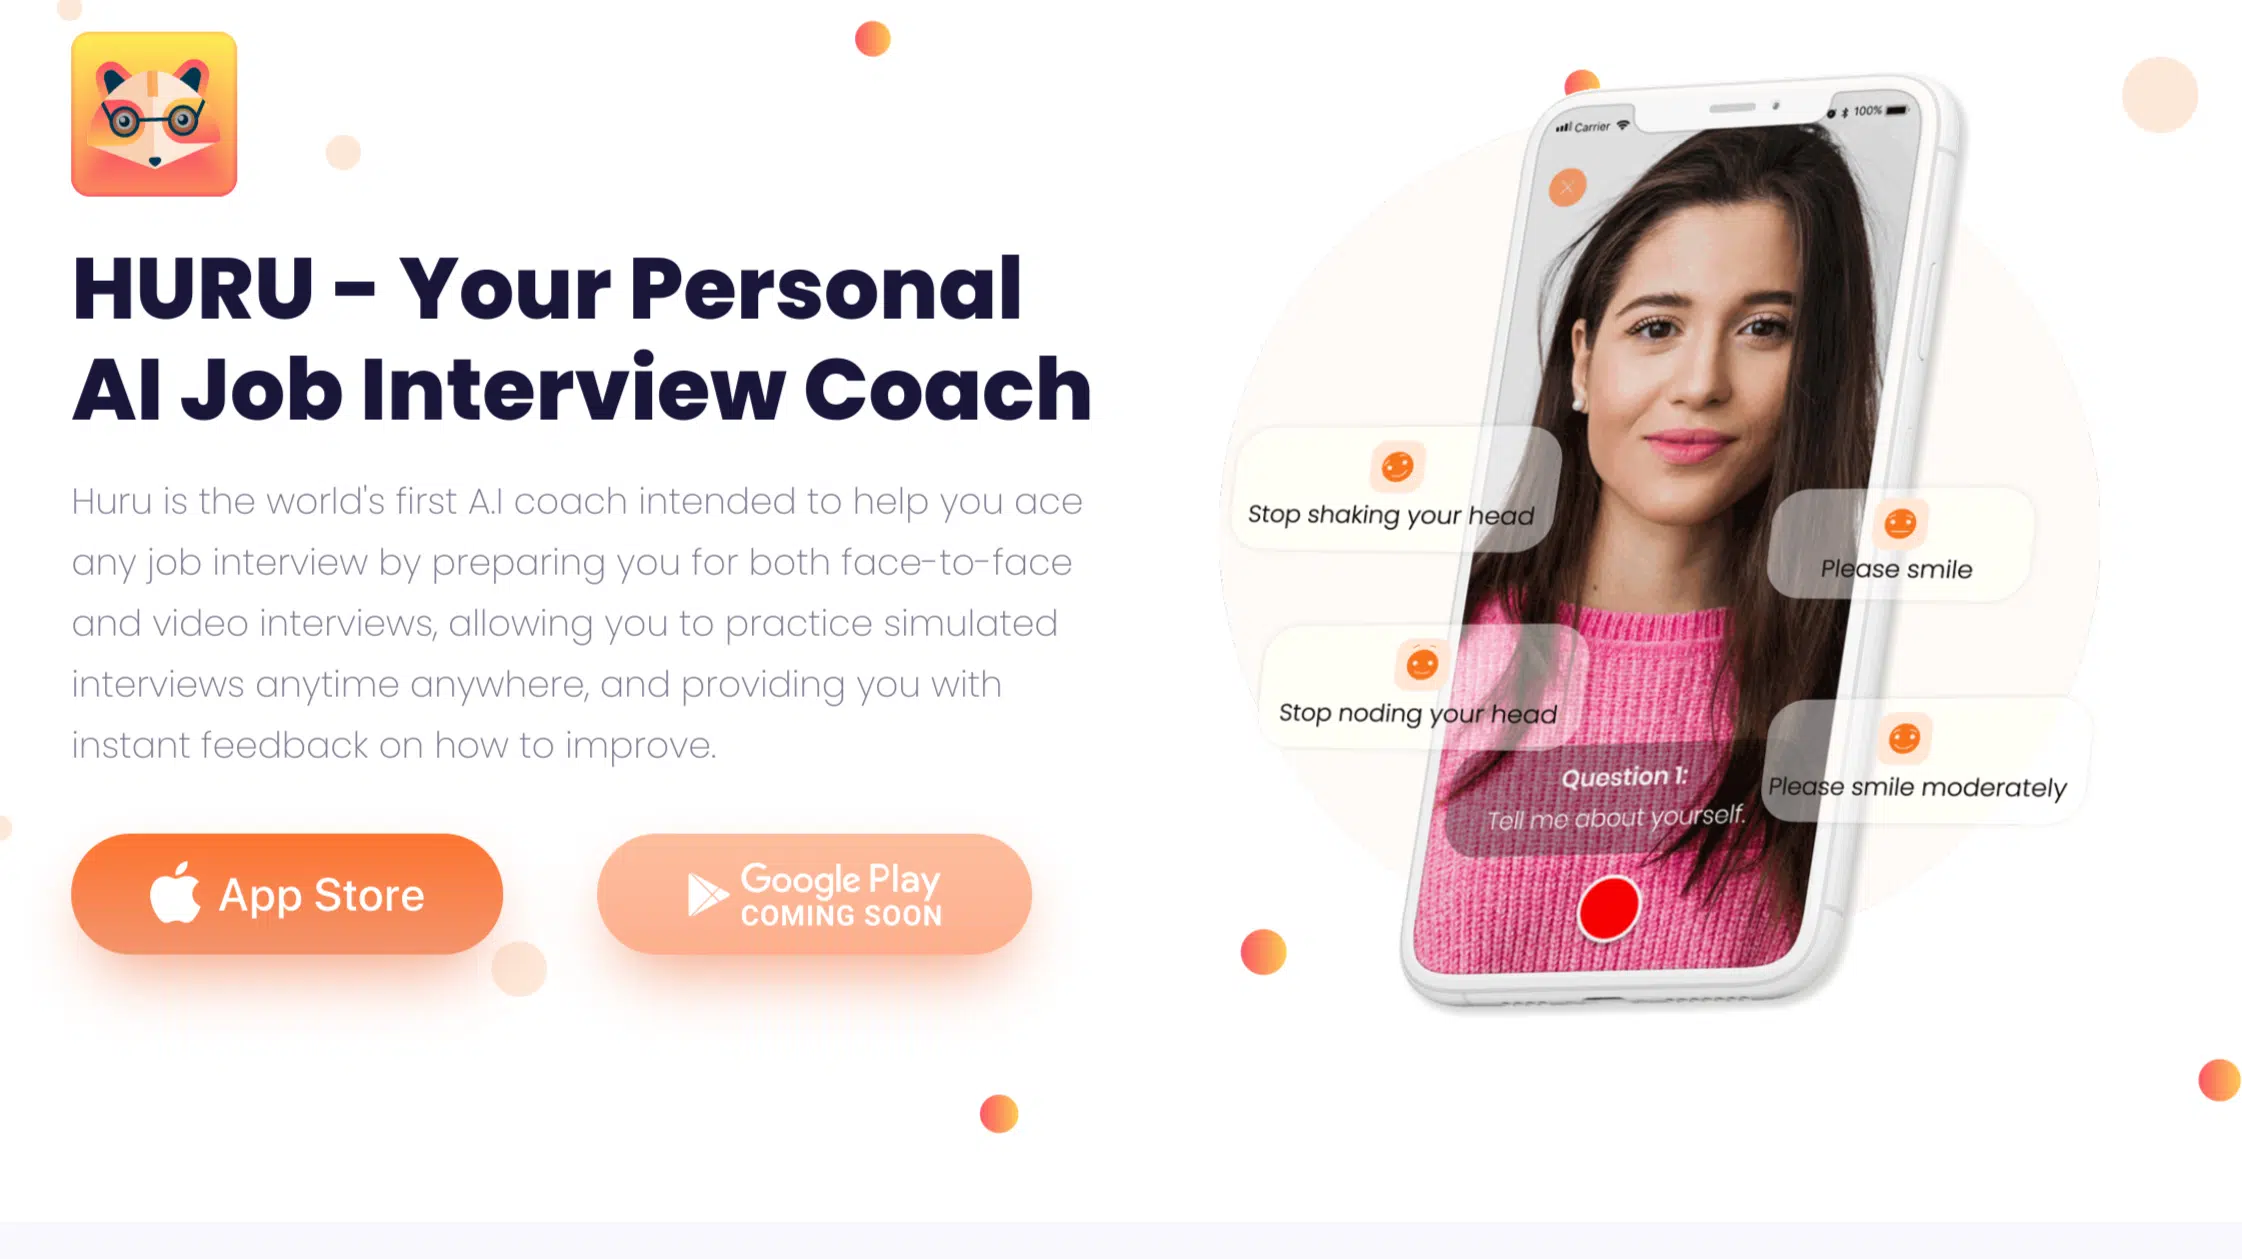 HURU - Your Personal
AI Job Interview Coach
Huru is the world's first A.I coach intended to help you ace
any job interview by preparing you for both face-to-face
and video interviews, allowing you to practice simulated
interviews anytime anywhere, and providing you with
instant feedback on how to improve.
App Store
Google Play
COMING SOON
Carrier
100%
Stop shaking your head
Please smile
Stop noding your head
Please smile moderately
Question 1:
Tell me about yourself.